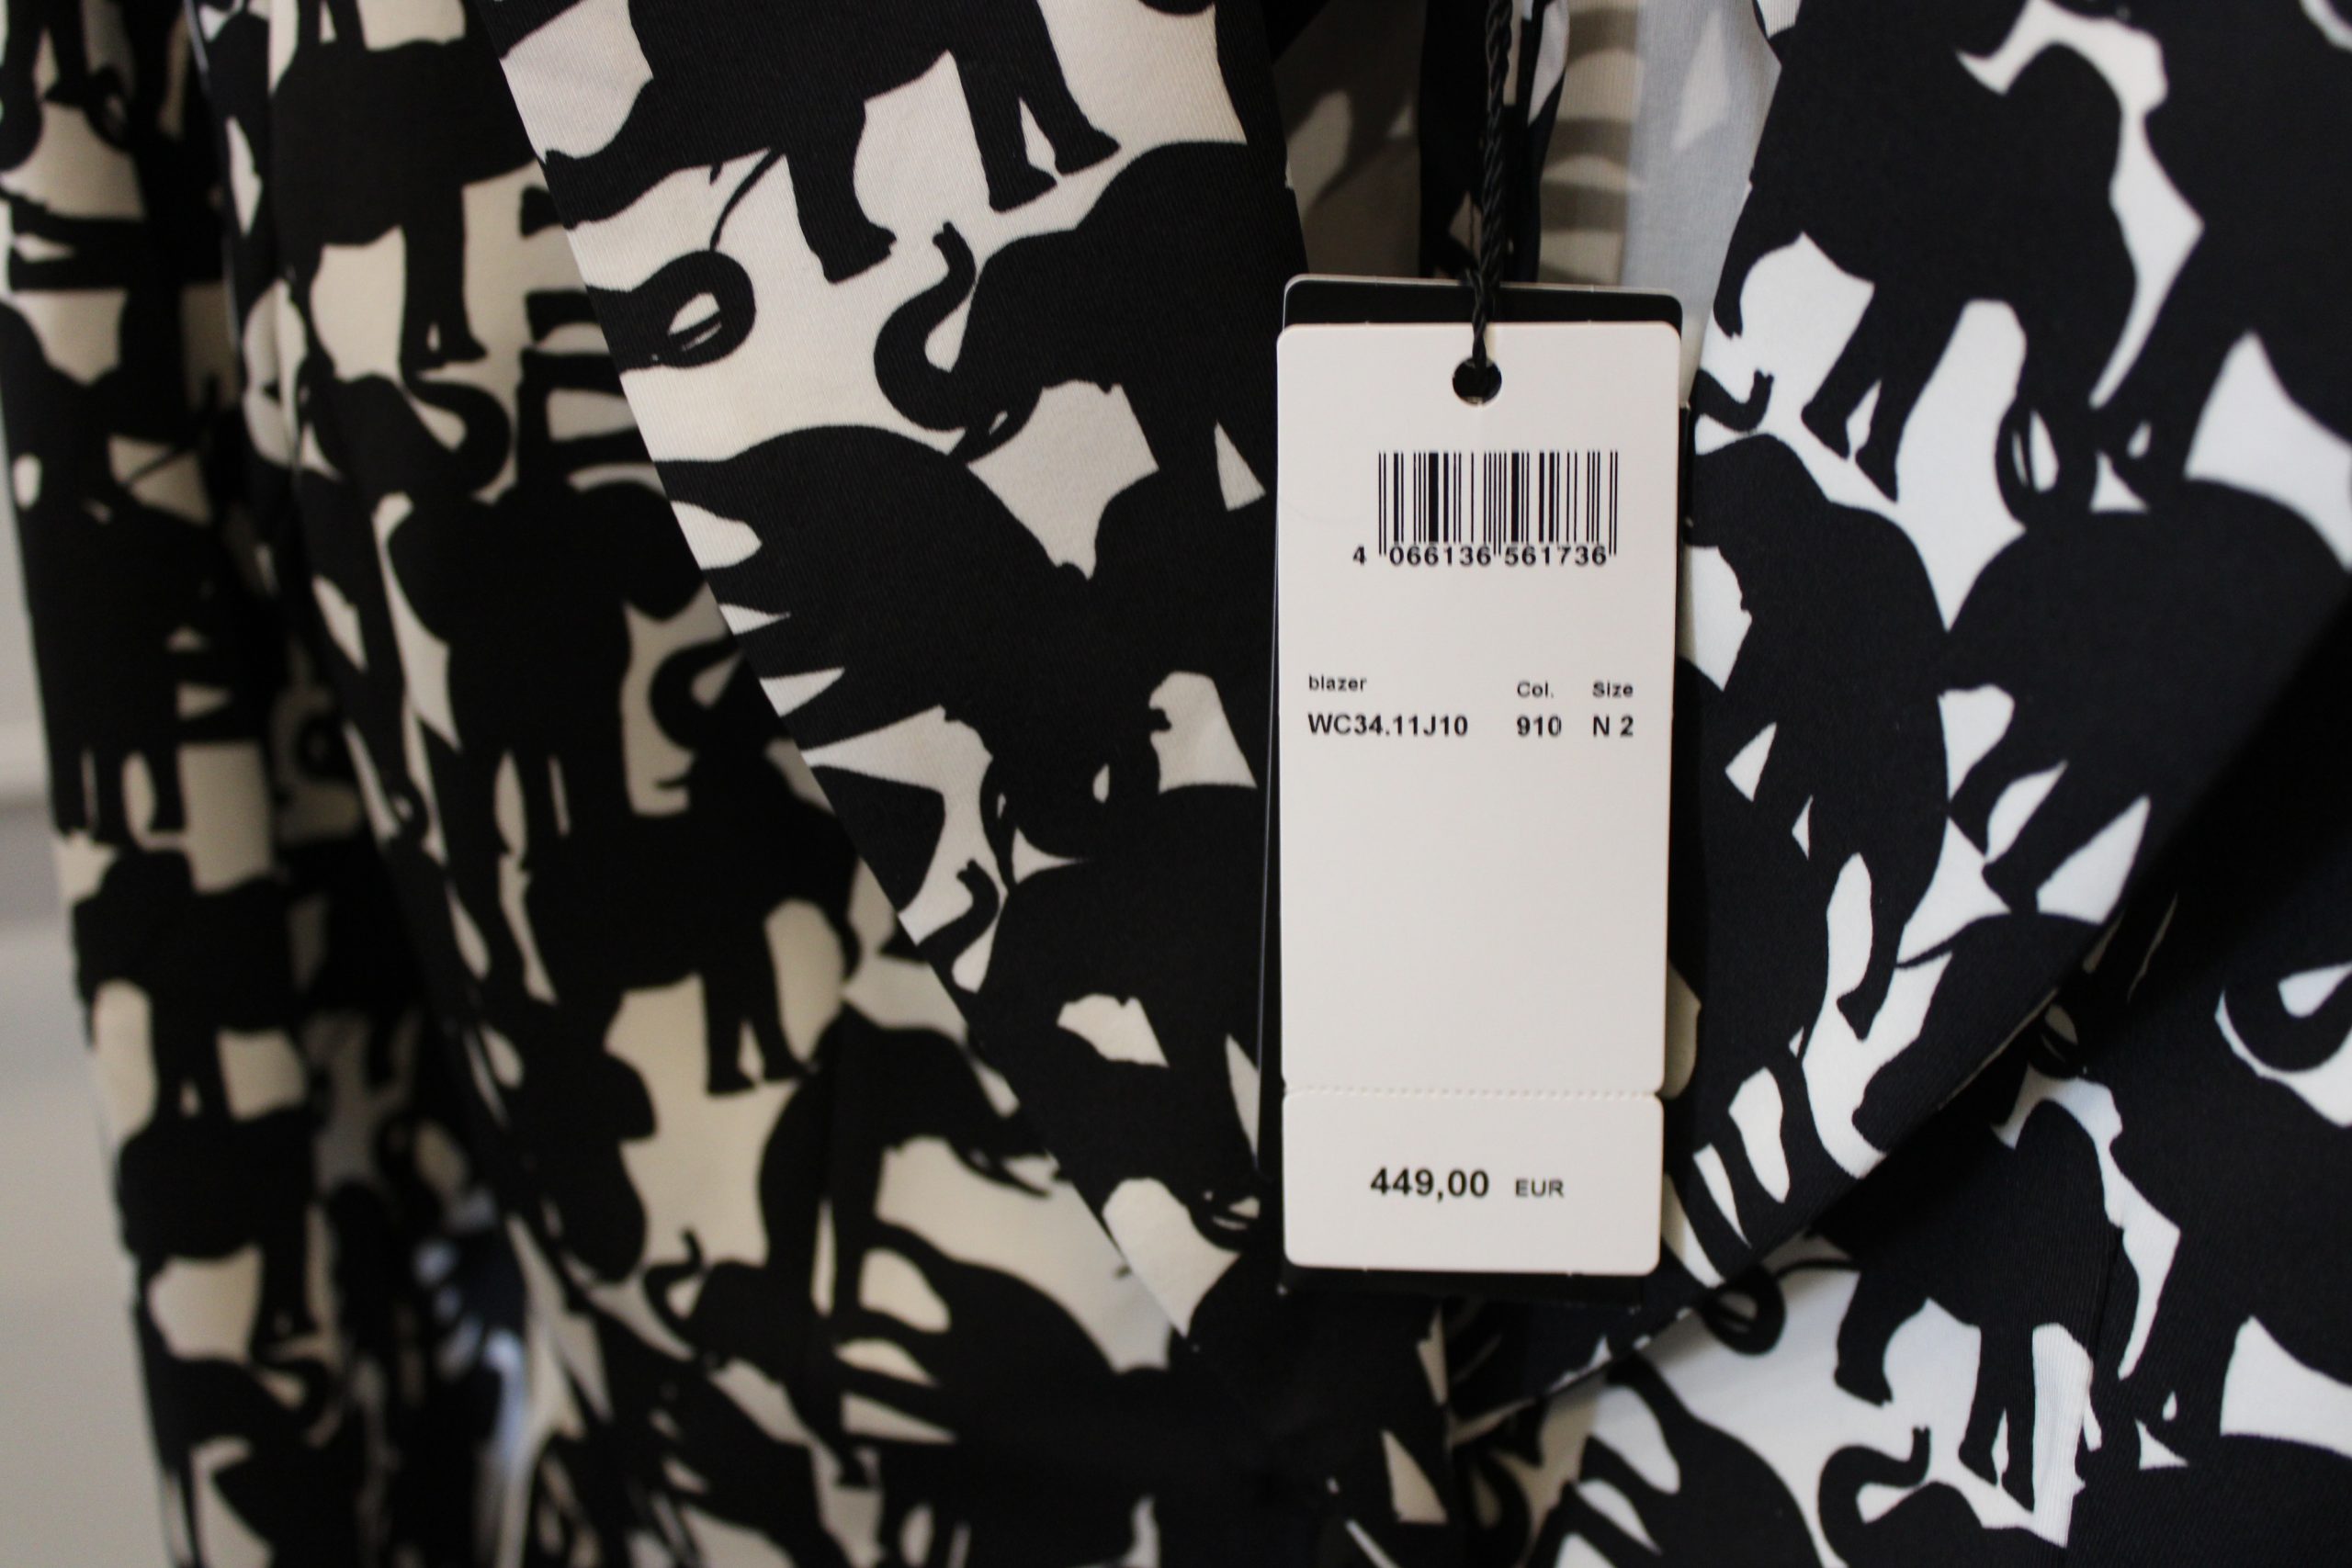 4 066136 561736
blazer Col. Size
WC34.11J10 910 N 2
449,00 EUR